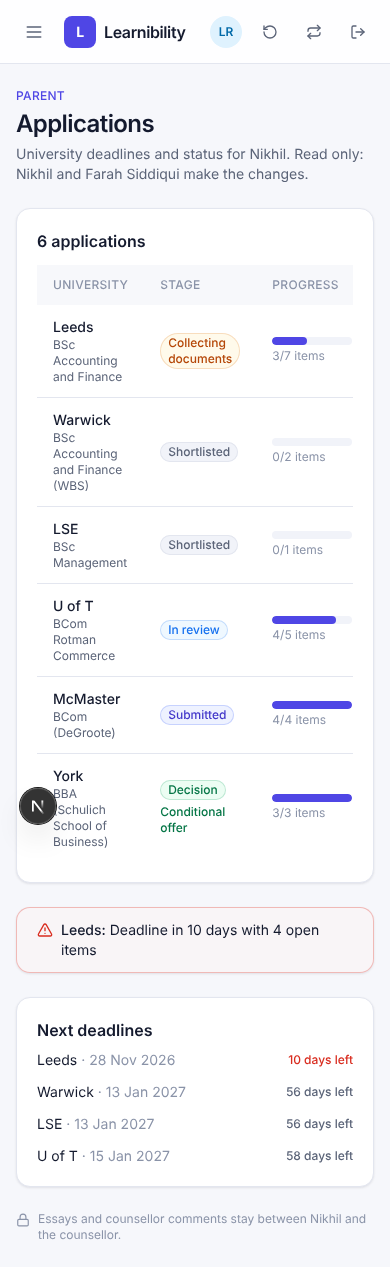 L Learnibility LR
PARENT
Applications
University deadlines and status for Nikhil. Read only:
Nikhil and Farah Siddiqui make the changes.
6 applications
UNIVERSITY STAGE PROGRESS
Leeds
BSc
Accounting
and Finance
Collecting
documents
3/7 items
Warwick
BSc
Accounting
and Finance
(WBS)
Shortlisted
0/2 items
LSE
BSc
Management
Shortlisted
0/1 items
U of T
BCom
Rotman
Commerce
In review
4/5 items
McMaster
BCom
(DeGroote)
Submitted
4/4 items
York
BBA
(Schulich
School of
Business)
Decision
Conditional
offer
3/3 items
N
Leeds: Deadline in 10 days with 4 open
items
Next deadlines
Leeds · 28 Nov 2026 10 days left
Warwick · 13 Jan 2027 56 days left
LSE · 13 Jan 2027 56 days left
U of T · 15 Jan 2027 58 days left
Essays and counsellor comments stay between Nikhil and
the counsellor.